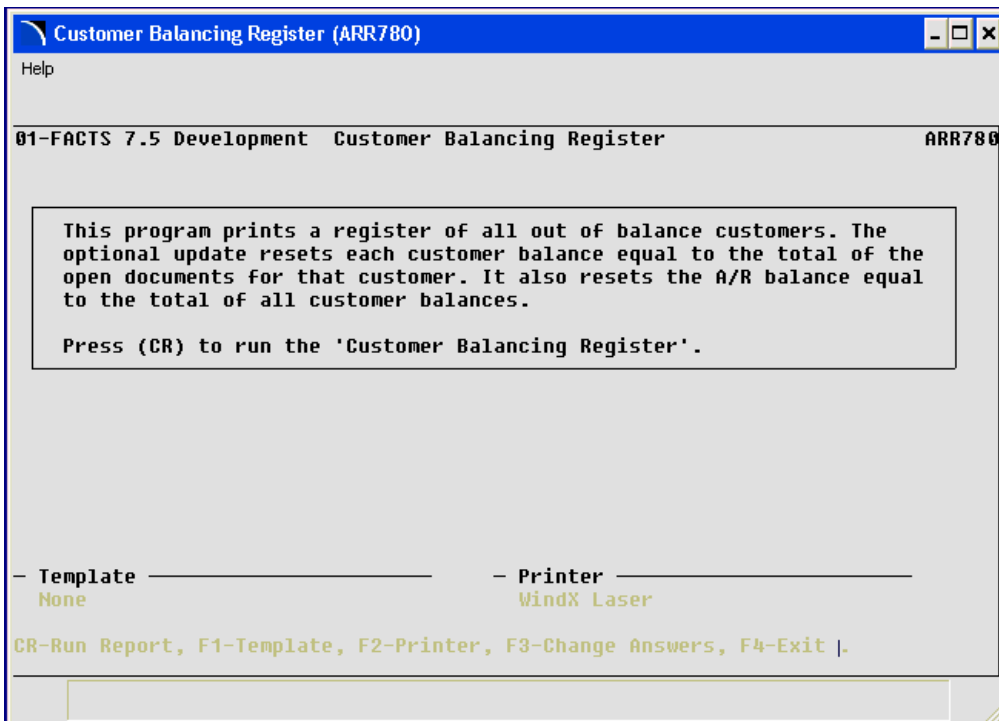 Customer Balancing Register (ARR780)
Help
01-FACTS 7.5 Development Customer Balancing Register ARR780
This program prints a register of all out of balance customers. The
optional update resets each customer balance equal to the total of the
open documents for that customer. It also resets the A/R balance equal
to the total of all customer balances.
Press (CR) to run the 'Customer Balancing Register'.
Template
Printer
None
WindX Laser
CR-Run Report, F1-Template, F2-Printer, F3-Change Answers, F4-Exit .